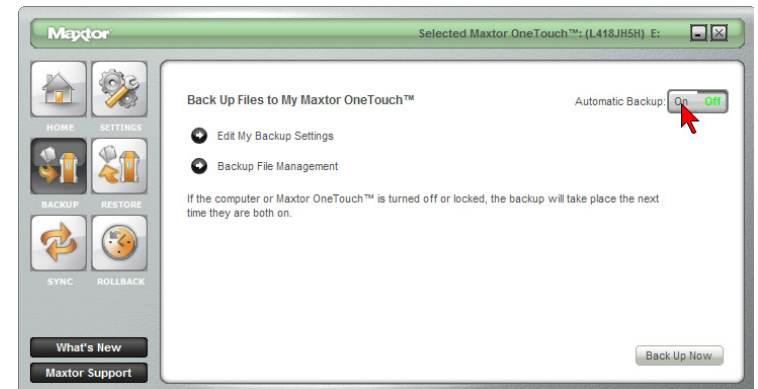 Maxtor
Selected Maxtor OneTouch™: (L418JH5H) E:
HOME
SETTINGS
BACKUP
RESTORE
SYNC
ROLLBACK
What's New
Maxtor Support
Back Up Files to My Maxtor OneTouch™
Automatic Backup: On Off
Edit My Backup Settings
Backup File Management
If the computer or Maxtor OneTouch™ is turned off or locked, the backup will take place the next
time they are both on.
Back Up Now